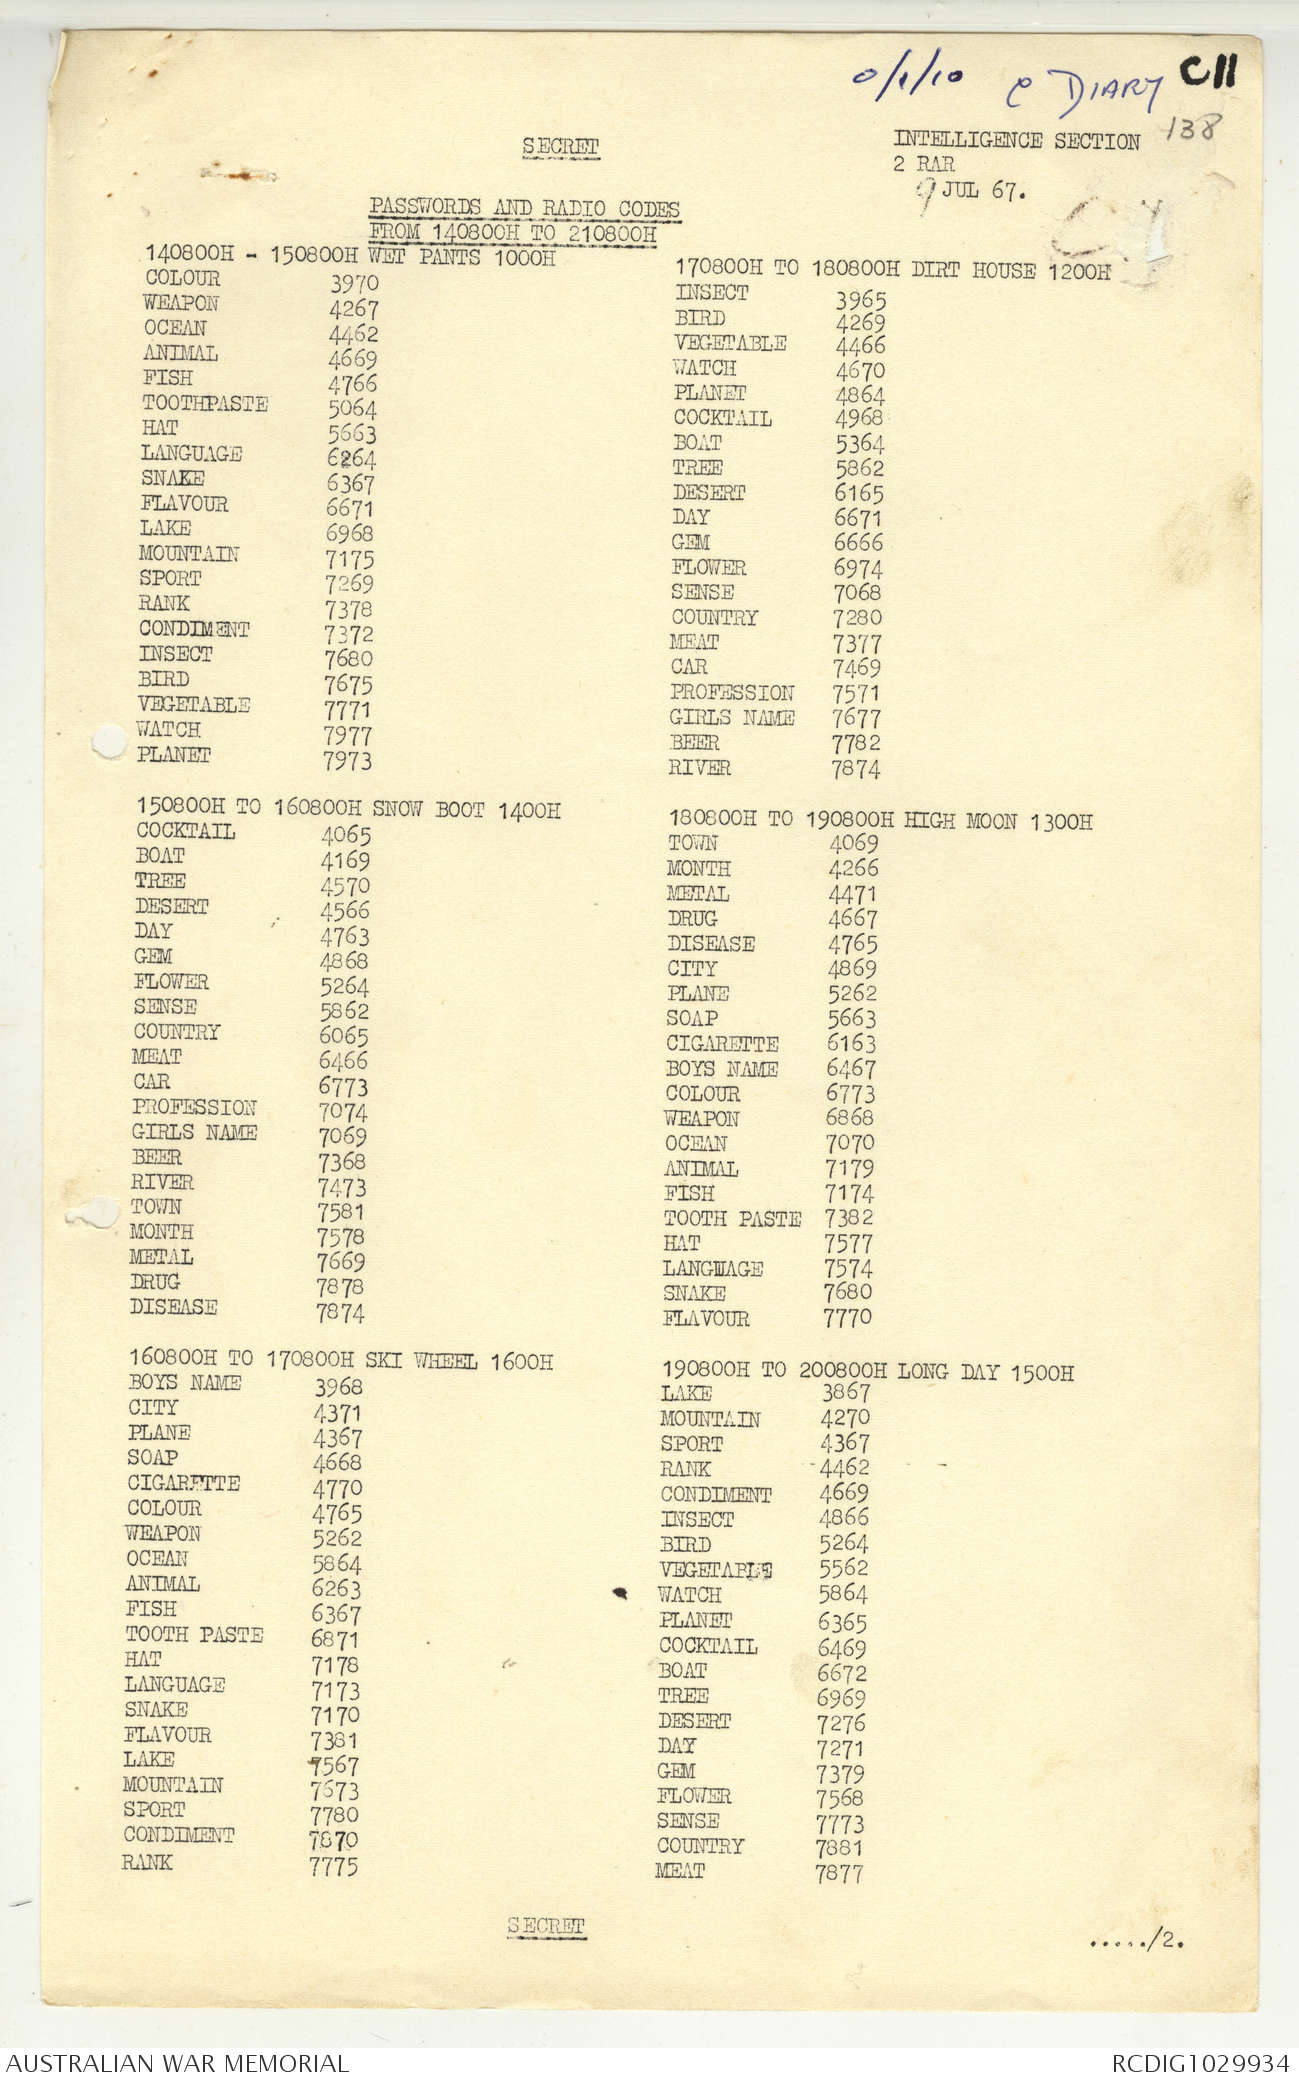 0/1/10 C DIARY C11
138
SECRET
INTELLIGENCE SECTION
2 RAR
9 JUL 67.
PASSWORDS AND RADIO CODES
FROM 140800H TO 210800H
140800H - 150800H WET PANTS 1000H
COLOUR 3970
WEAPON 4267
OCEAN 4462
ANIMAL 4669
FISH 4766
TOOTHPASTE 5064
HAT 5663
LANGUAGE 6264
SNAKE 6367
FLAVOUR 6671
LAKE 6968
MOUNTAIN 7175
SPORT 7269
RANK 7378
CONDIMENT 7372
INSECT 7680
BIRD 7675
VEGETABLE 7771
WATCH 7977
PLANET 7973
150800H TO 160800H SNOW BOOT 1400H
COCKTAIL 4065
BOAT 4169
TREE 4570
DESERT 4566
DAY 4763
GEM 4868
FLOWER 5264
SENSE 5862
COUNTRY 6065
MEAT 6466
CAR 6773
PROFESSION 7074
GIRLS NAME 7069
BEER 7368
RIVER 7473
TOWN 7581
MONTH 7578
METAL 7669
DRUG 7878
DISEASE 7874
160800H TO 170800H SKI WHEEL 1600H
BOYS NAME 3968
CITY 4371
PLANE 4367
SOAP 4668
CIGARETTE 4770
COLOUR 4765
WEAPON 5262
OCEAN 5864
ANIMAL 6263
FISH 6367
TOOTH PASTE 6871
HAT 7178
LANGUAGE 7173
SNAKE 7170
FLAVOUR 7381
LAKE 7567
MOUNTAIN 7673
SPORT 7780
CONDIMENT 7870
RANK 7775
170800H TO 180800H DIRT HOUSE 1200H
INSECT 3965
BIRD 4269
VEGETABLE 4466
WATCH 4670
PLANET 4864
COCKTAIL 4968
BOAT 5364
TREE 5862
DESERT 6165
DAY 6671
GEM 6666
FLOWER 6974
SENSE 7068
COUNTRY 7280
MEAT 7377
CAR 7469
PROFESSION 7571
GIRLS NAME 7677
BEER 7782
RIVER 7874
180800H TO 190800H HIGH MOON 1300H
TOWN 4069
MONTH 4266
METAL 4471
DRUG 4667
DISEASE 4765
CITY 4869
PLANE 5262
SOAP 5663
CIGARETTE 6163
BOYS NAME 6467
COLOUR 6773
WEAPON 6868
OCEAN 7070
ANIMAL 7179
FISH 7174
TOOTH PASTE 7382
HAT 7577
LANGUAGE 7574
SNAKE 7680
FLAVOUR 7770
190800H TO 200800H LONG DAY 1500H
LAKE 3867
MOUNTAIN 4270
SPORT 4367
RANK 4462
CONDIMENT 4669
INSECT 4866
BIRD 5264
VEGETABLE 5562
WATCH 5864
PLANET 6365
COCKTAIL 6469
BOAT 6672
TREE 6969
DESERT 7276
DAY 7271
GEM 7379
FLOWER 7568
SENSE 7773
COUNTRY 7881
MEAT 7877
SECRET
...../2.
AUSTRALIAN WAR MEMORIAL RCDIG1029934